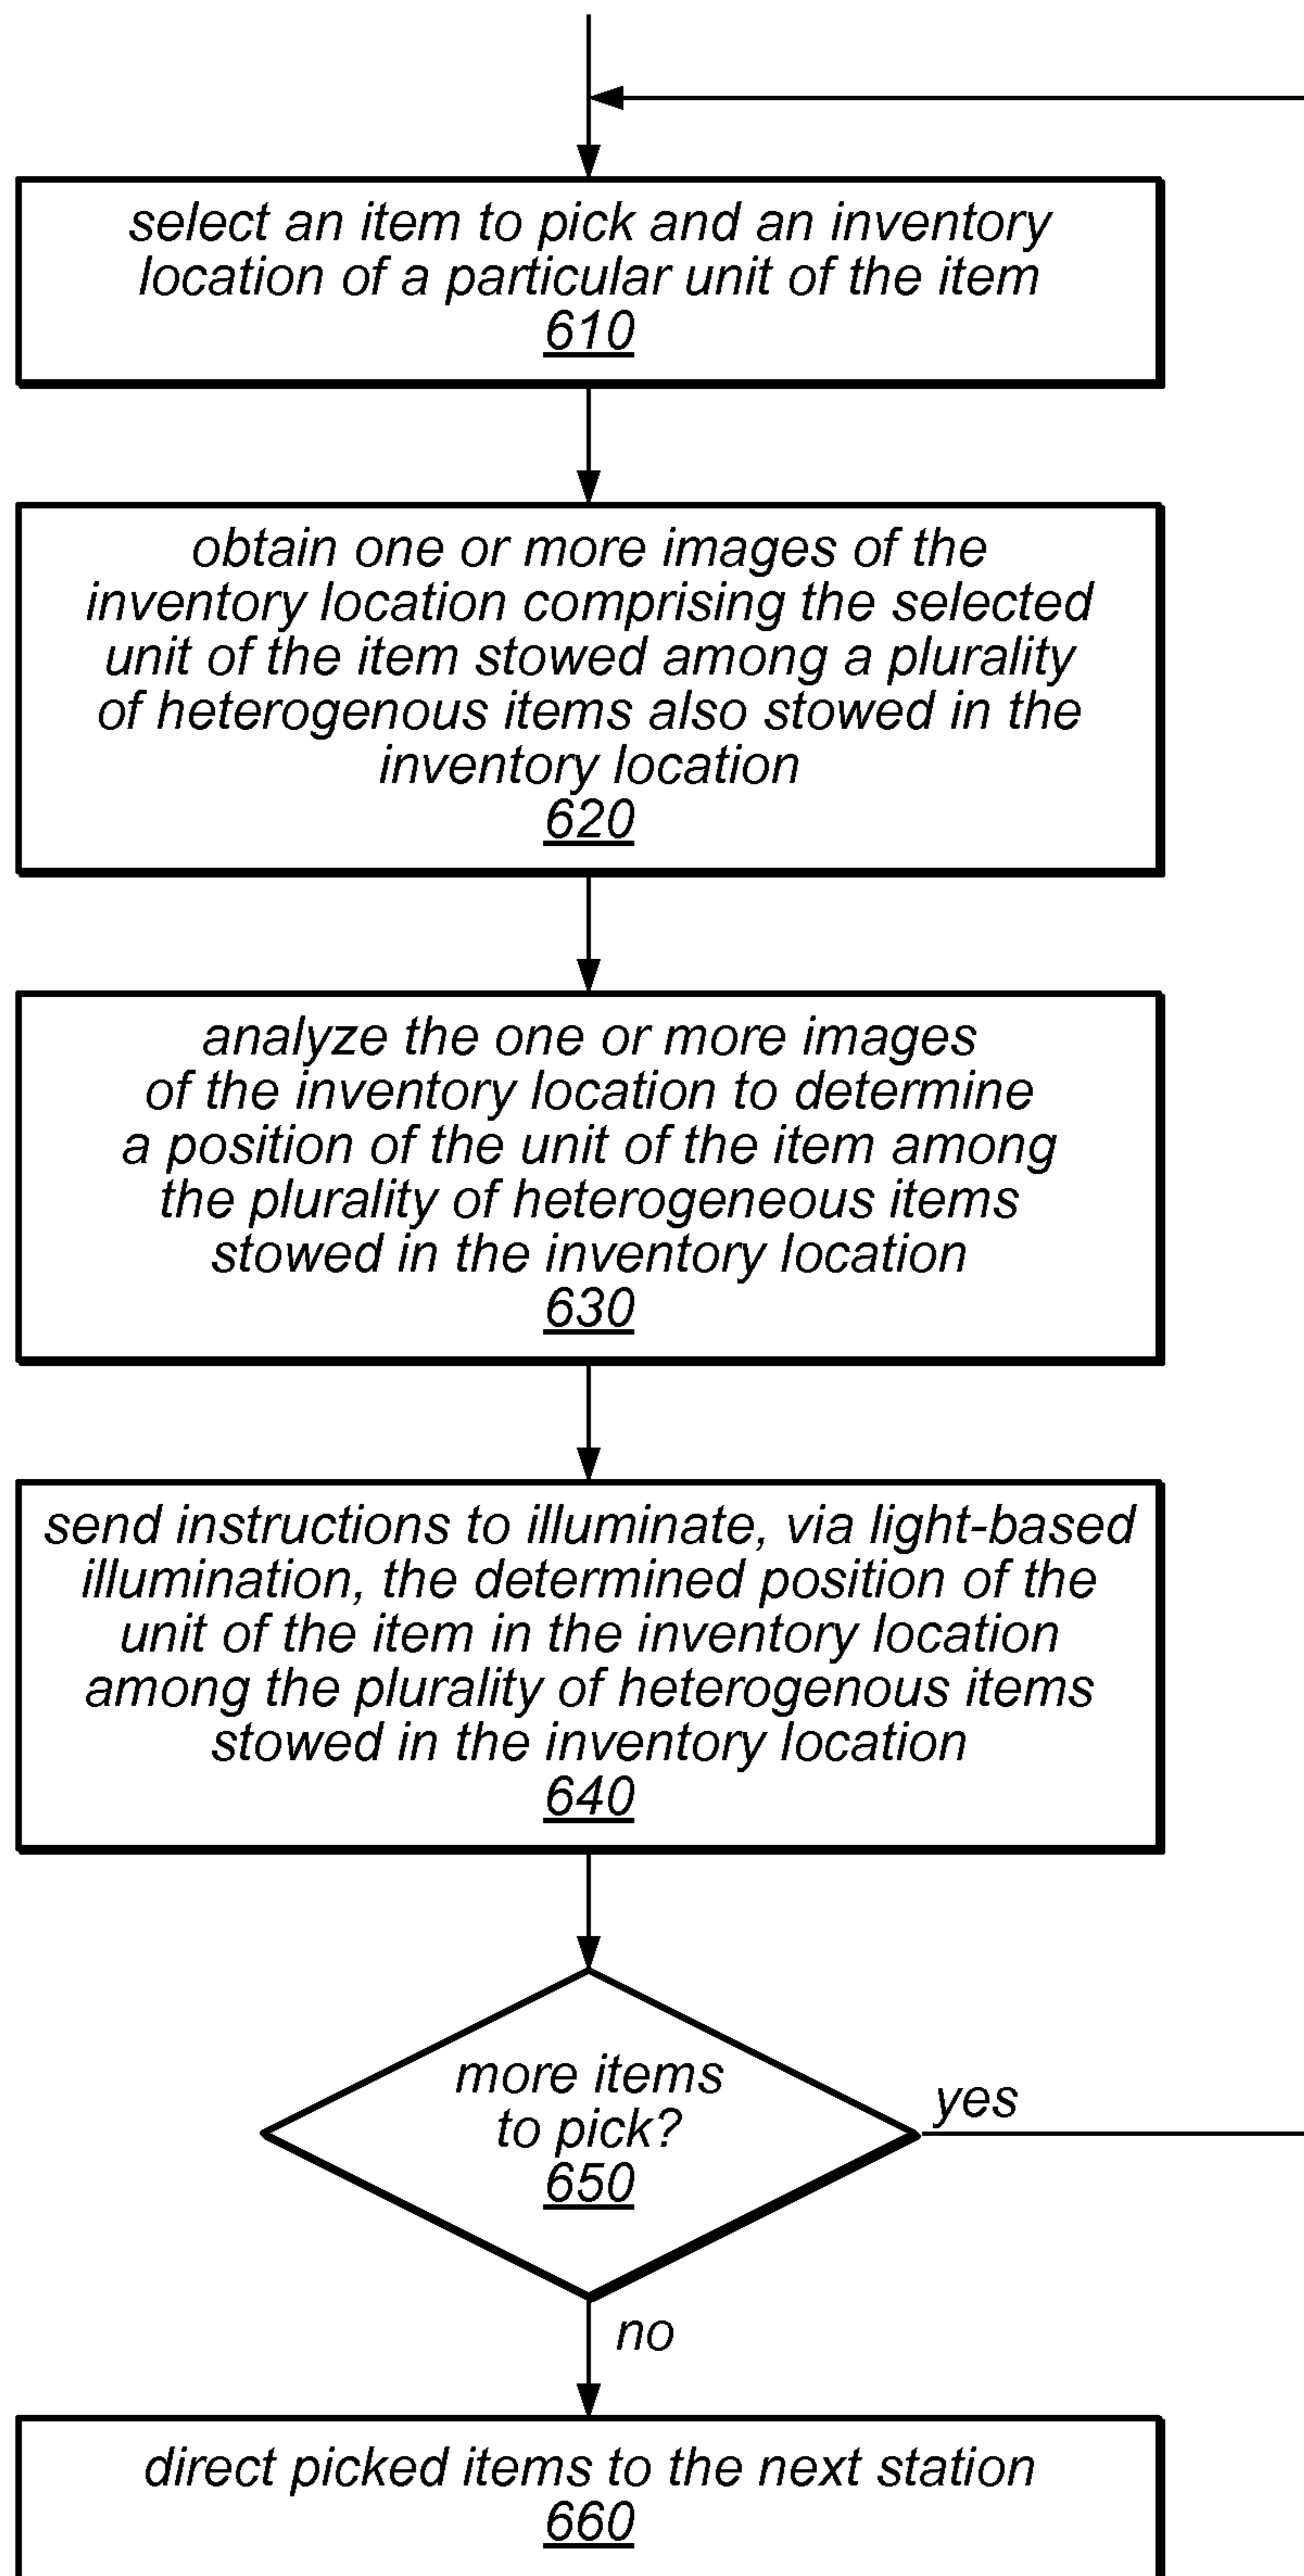 select an item to pick and an inventory
location of a particular unit of the item
610
obtain one or more images of the
inventory location comprising the selected
unit of the item stowed among a plurality
of heterogenous items also stowed in the
inventory location
620
analyze the one or more images
of the inventory location to determine
a position of the unit of the item among
the plurality of heterogeneous items
stowed in the inventory location
630
send instructions to illuminate, via light-based
illumination, the determined position of the
unit of the item in the inventory location
among the plurality of heterogenous items
stowed in the inventory location
640
more items
to pick?
650
yes
no
direct picked items to the next station
660